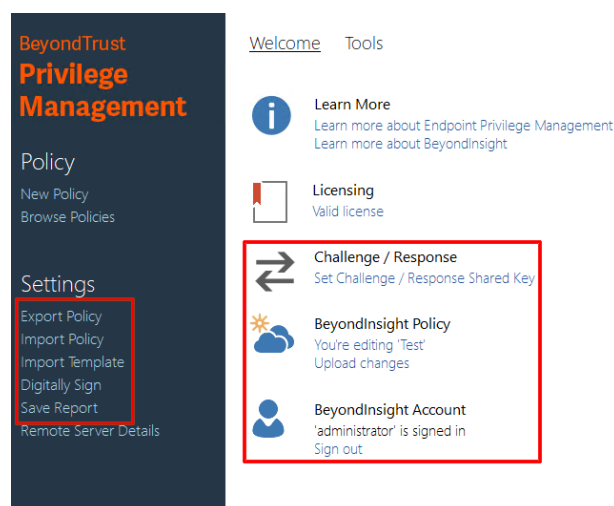 BeyondTrust
Privilege
Management
Policy
New Policy
Browse Policies
Settings
Export Policy
Import Policy
Import Template
Digitally Sign
Save Report
Remote Server Details
Welcome Tools
Learn More
Learn more about Endpoint Privilege Management
Learn more about BeyondInsight
Licensing
Valid license
Challenge / Response
Set Challenge / Response Shared Key
BeyondInsight Policy
You're editing 'Test'
Upload changes
BeyondInsight Account
'administrator' is signed in
Sign out